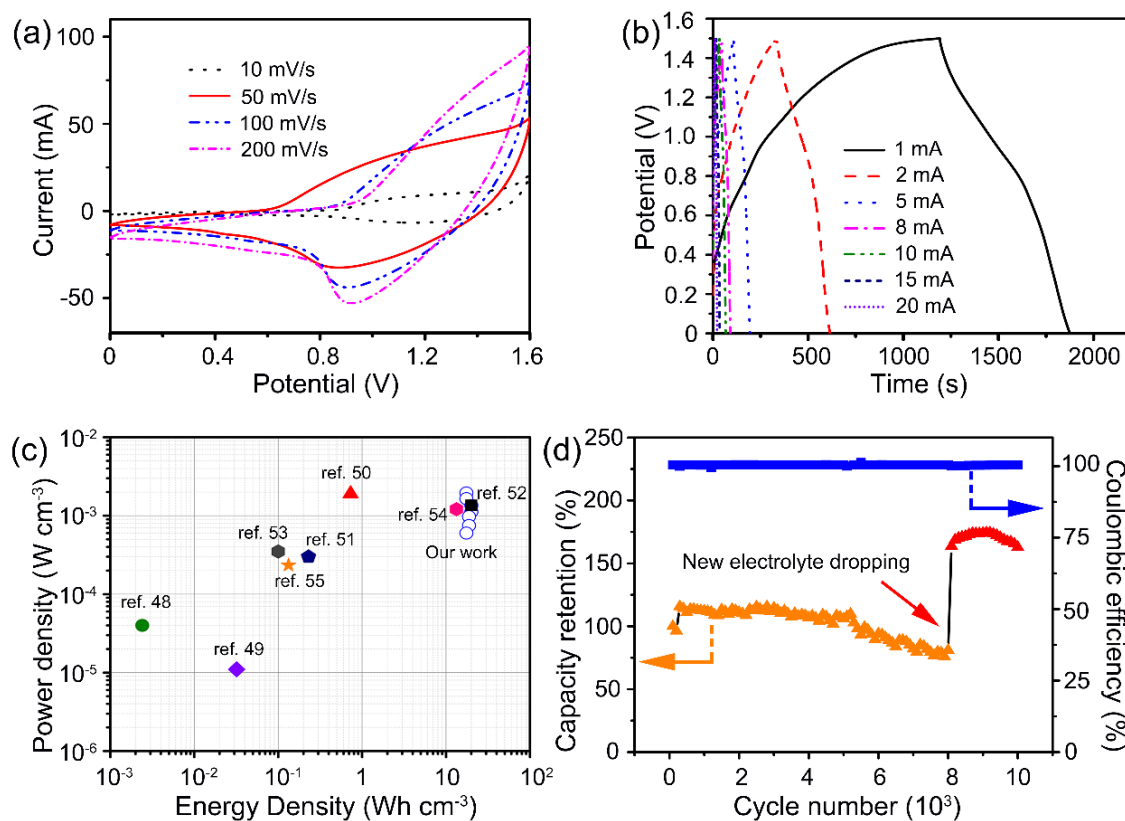 (a)
100
50
0
-50
Current (mA)
10 mV/s
50 mV/s
100 mV/s
200 mV/s
0
0.4
0.8
1.2
1.6
Potential (V)
(b)
1.6
1.4
1.2
1.0
0.8
0.6
0.4
0.2
0
Potential (V)
1 mA
2 mA
5 mA
8 mA
10 mA
15 mA
20 mA
0
500
1000
1500
2000
Time (s)
(c)
10-2
10-3
10-4
10-5
10-6
Power density (W cm-3)
ref. 50
ref. 52
ref. 54
Our work
ref. 53
ref. 51
ref. 55
ref. 48
ref. 49
10-3
10-2
10-1
1
10
102
Energy Density (Wh cm-3)
(d)
250
225
200
175
150
125
100
75
50
25
0
Capacity retention (%)
New electrolyte dropping
100
75
50
25
0
Coulombic efficiency (%)
0
2
4
6
8
10
Cycle number (103)